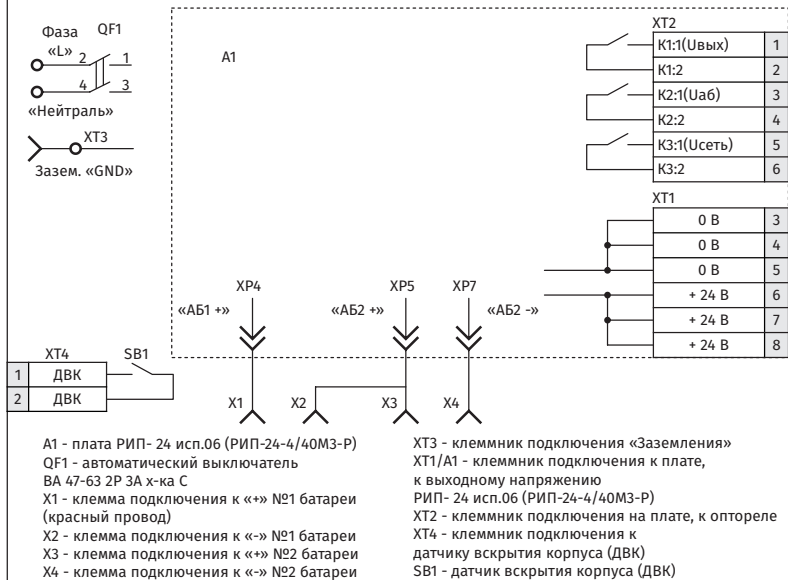 Фаза
«L»
QF1
2
1
4
3
«Нейтраль»
XT3
Зазем. «GND»
A1
XT2
K1:1(Uвых) 1
K1:2 2
K2:1(Uаб) 3
K2:2 4
K3:1(Uсеть) 5
K3:2 6
XT1
0 В 3
0 В 4
0 В 5
+ 24 В 6
+ 24 В 7
+ 24 В 8
XP4
XP5
XP7
«АБ1 +»
«АБ2 +»
«АБ2 -»
XT4
SB1
1 ДВК
2 ДВК
X1
X2
X3
X4
A1 - плата РИП- 24 исп.06 (РИП-24-4/40М3-Р)
QF1 - автоматический выключатель
ВА 47-63 2Р 3А х-ка С
X1 - клемма подключения к «+» №1 батареи
(красный провод)
X2 - клемма подключения к «-» №1 батареи
X3 - клемма подключения к «+» №2 батареи
X4 - клемма подключения к «-» №2 батареи
XT3 - клеммник подключения «Заземления»
XT1/A1 - клеммник подключения к плате,
к выходному напряжению
РИП- 24 исп.06 (РИП-24-4/40М3-Р)
XT2 - клеммник подключения на плате, к оптореле
XT4 - клеммник подключения к
датчику вскрытия корпуса (ДВК)
SB1 - датчик вскрытия корпуса (ДВК)